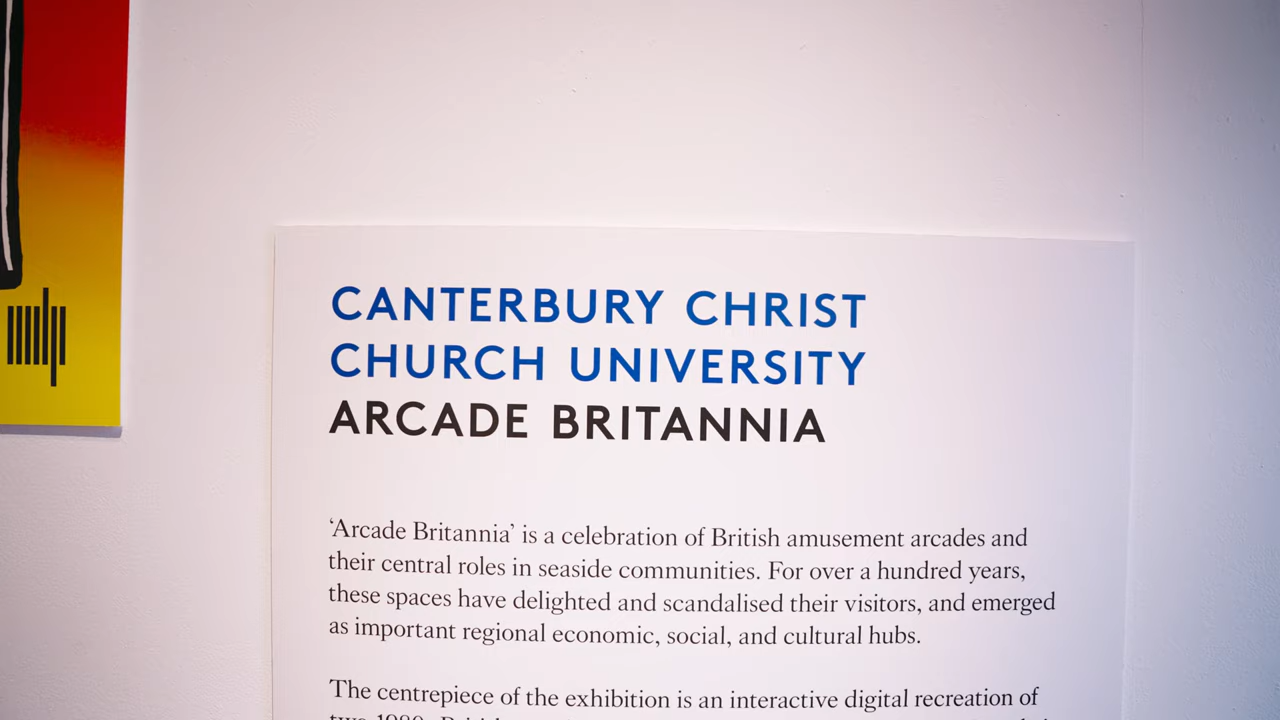 CANTERBURY CHRIST
CHURCH UNIVERSITY
ARCADE BRITANNIA
‘Arcade Britannia’ is a celebration of British amusement arcades and
their central roles in seaside communities. For over a hundred years,
these spaces have delighted and scandalised their visitors, and emerged
as important regional economic, social, and cultural hubs.
The centrepiece of the exhibition is an interactive digital recreation of